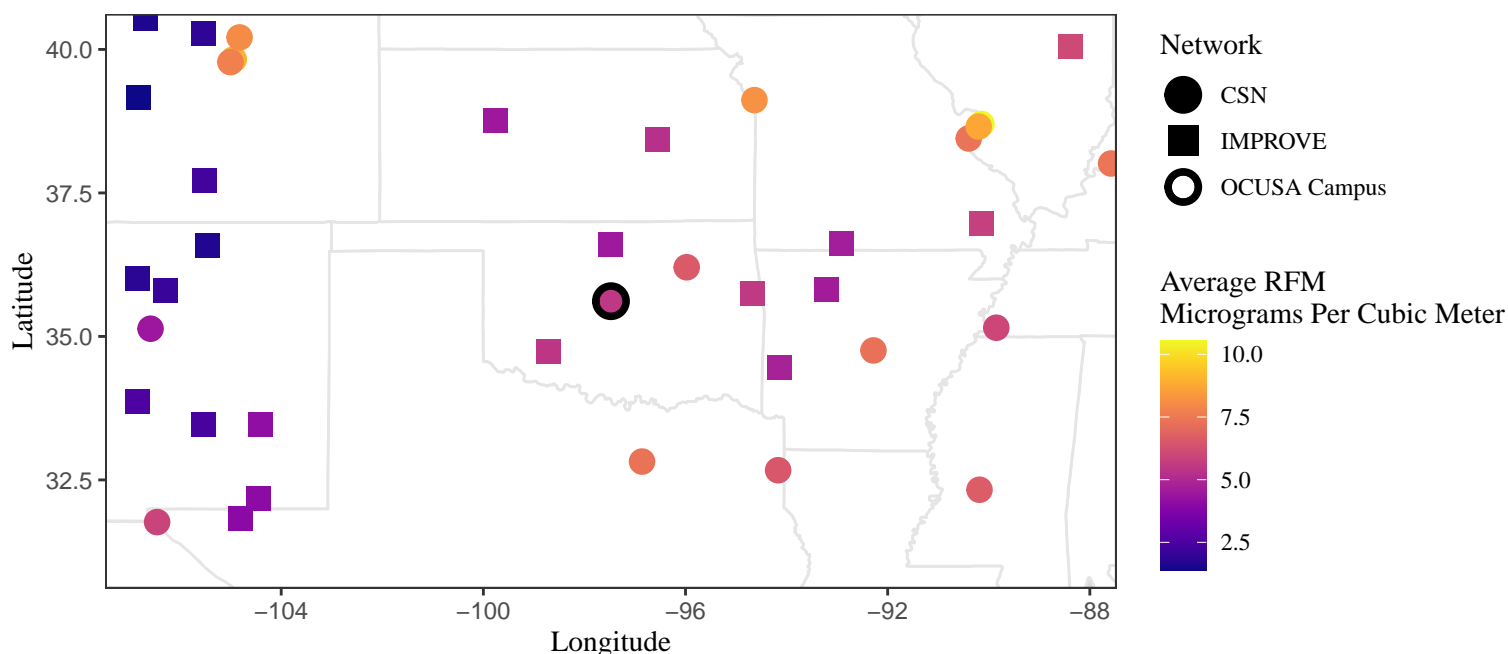 40.0
37.5
35.0
32.5
Latitude
−104
−100
−96
−92
−88
Longitude
Network
CSN
IMPROVE
OCUSA Campus
Average RFM
Micrograms Per Cubic Meter
10.0
7.5
5.0
2.5